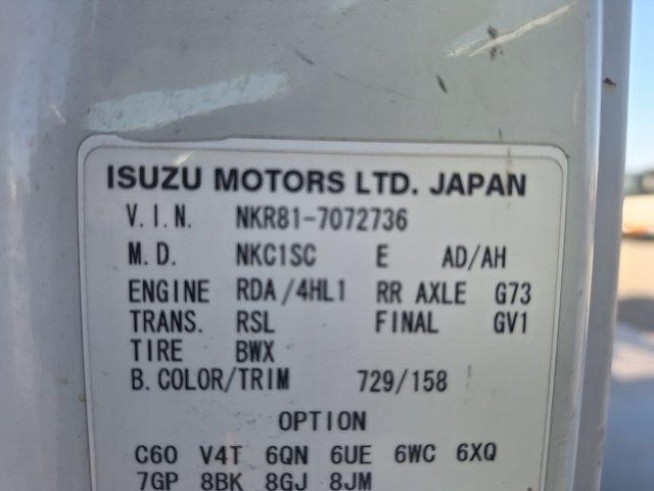 ISUZU MOTORS LTD. JAPAN
V.I.N. NKR81-7072736
M.D. NKC1SC E AD/AH
ENGINE RDA/4HL1 RR AXLE G73
TRANS. RSL FINAL GV1
TIRE BWX
B.COLOR/TRIM 729/158
OPTION
C60 V4T 6QN 6UE 6WC 6XQ
7GP 8BK 8GJ 8JM